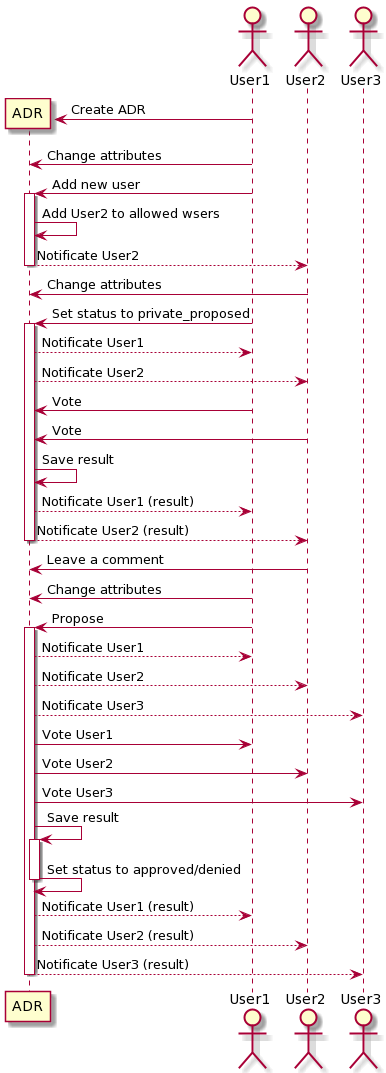 User1 User2 User3
ADR
Create ADR
Change attributes
Add new user
Add User2 to allowed wsers
Notificate User2
Change attributes
Set status to private_proposed
Notificate User1
Notificate User2
Vote
Vote
Save result
Notificate User1 (result)
Notificate User2 (result)
Leave a comment
Change attributes
Propose
Notificate User1
Notificate User2
Notificate User3
Vote User1
Vote User2
Vote User3
Save result
Set status to approved/denied
Notificate User1 (result)
Notificate User2 (result)
Notificate User3 (result)
ADR User1 User2 User3